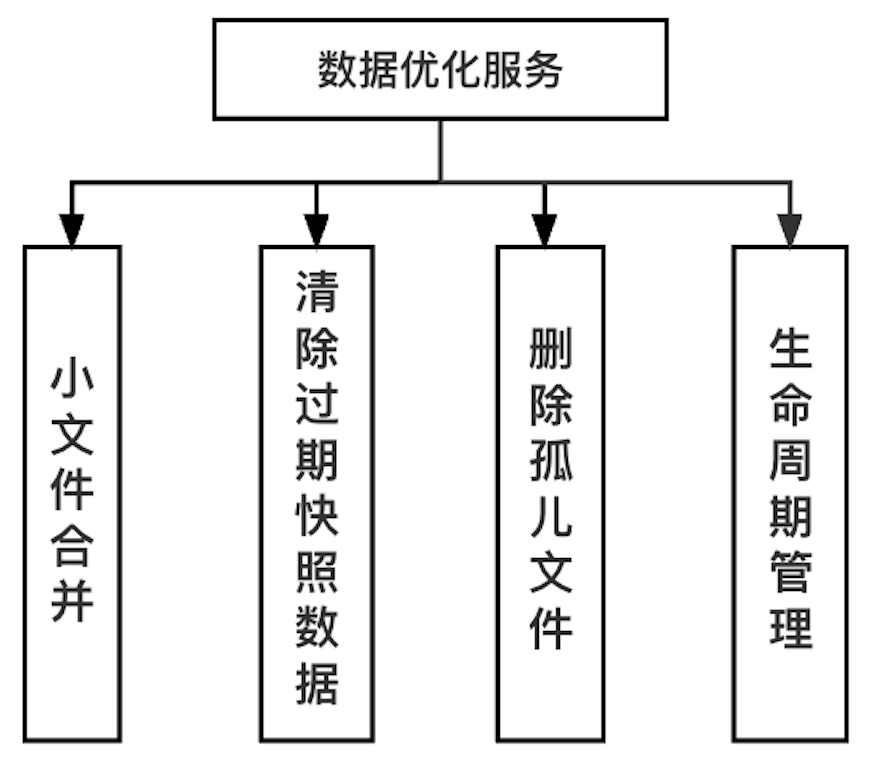 数据优化服务
小文件合并
清除过期快照数据
删除孤儿文件
生命周期管理